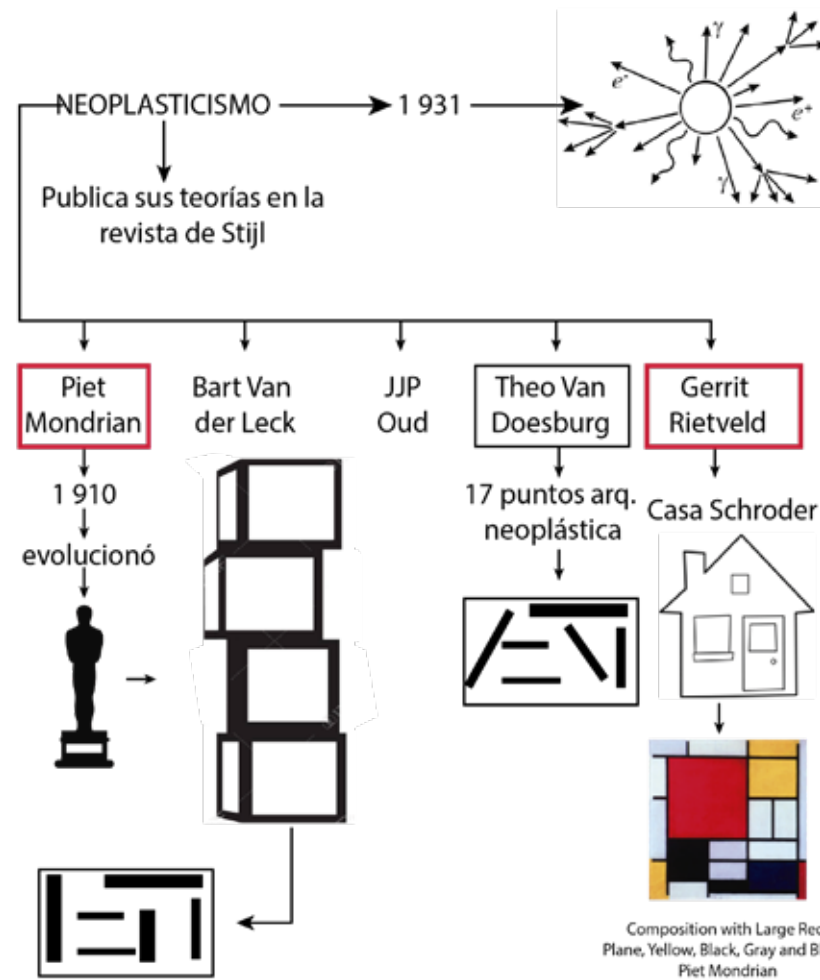 NEOPLASTICISMO
1 931
γ
e-
e+
γ
Publica sus teorías en la
revista de Stijl
Piet
Mondrian
Bart Van
der Leck
JJP
Oud
Theo Van
Doesburg
Gerrit
Rietveld
1 910
evolucionó
17 puntos arq.
neoplástica
Casa Schroder
Composition with Large Rec
Plane, Yellow, Black, Gray and Bl
Piet Mondrian